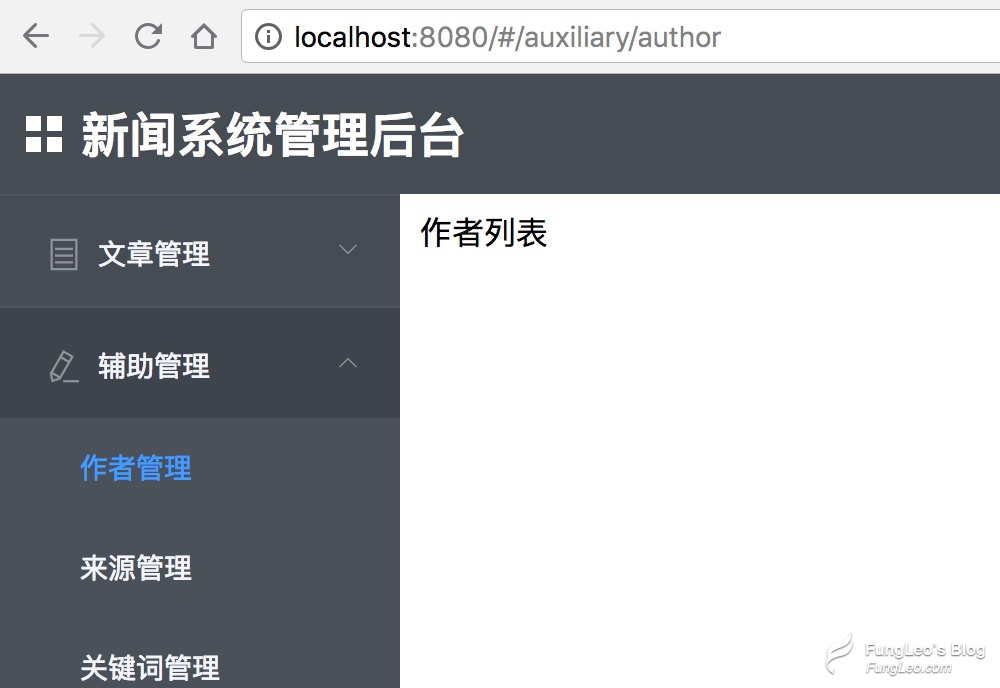 localhost:8080/#/auxiliary/author
新闻系统管理后台
文章管理
作者列表
辅助管理
作者管理
来源管理
关键词管理
FungLeo's Blog
FungLeo.com